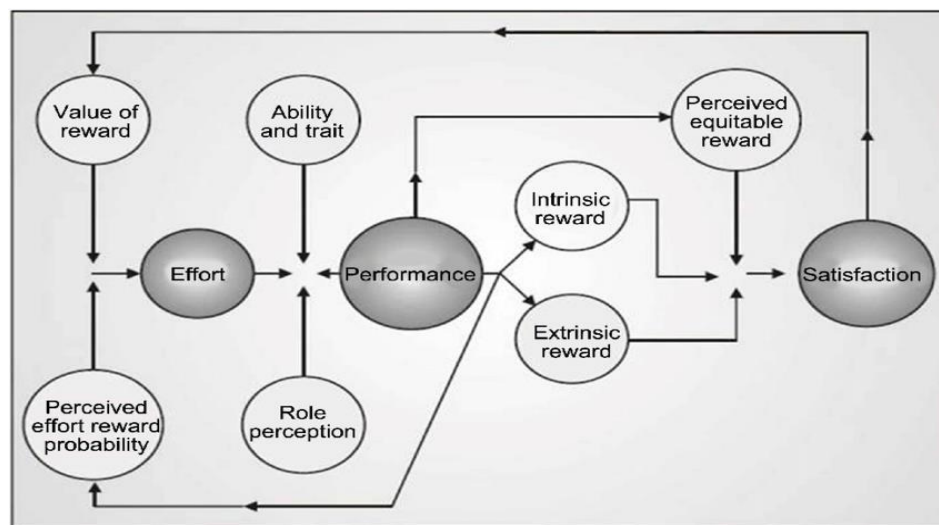 Value of
reward
Ability
and trait
Perceived
equitable
reward
Intrinsic
reward
Effort
Performance
Satisfaction
Extrinsic
reward
Perceived
effort reward
probability
Role
perception